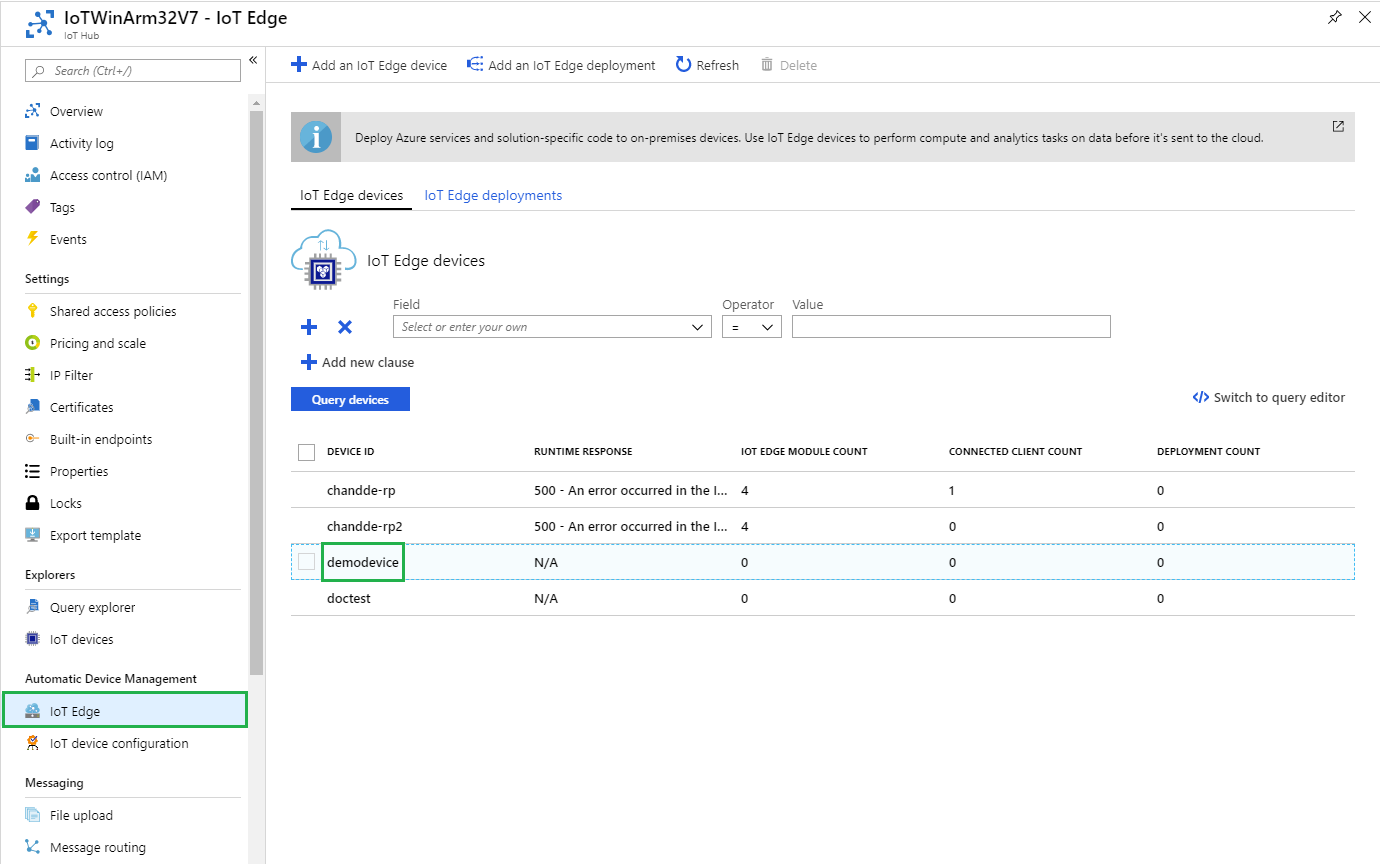 IoTWinArm32V7 - IoT Edge
IoT Hub
Search (Ctrl+/)
«
Overview
Activity log
Access control (IAM)
Tags
Events
Settings
Shared access policies
Pricing and scale
IP Filter
Certificates
Built-in endpoints
Properties
Locks
Export template
Explorers
Query explorer
IoT devices
Automatic Device Management
IoT Edge
IoT device configuration
Messaging
File upload
Message routing
Add an IoT Edge device Add an IoT Edge deployment Refresh Delete
Deploy Azure services and solution-specific code to on-premises devices. Use IoT Edge devices to perform compute and analytics tasks on data before it's sent to the cloud.
IoT Edge devices IoT Edge deployments
IoT Edge devices
Field Operator Value
Select or enter your own =
Add new clause
Query devices
</> Switch to query editor
DEVICE ID RUNTIME RESPONSE IOT EDGE MODULE COUNT CONNECTED CLIENT COUNT DEPLOYMENT COUNT
chandde-rp 500 - An error occurred in the I... 4 1 0
chandde-rp2 500 - An error occurred in the I... 4 0 0
demodevice N/A 0 0 0
doctest N/A 0 0 0